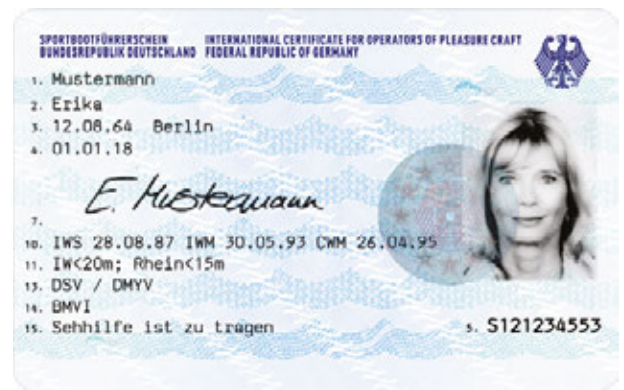 SPORTBOOTFÜHRERSCHEIN INTERNATIONAL CERTIFICATE FOR OPERATORS OF PLEASURE CRAFT
BUNDESREPUBLIK DEUTSCHLAND FEDERAL REPUBLIC OF GERMANY
1. Mustermann
2. Erika
3. 12.08.64 Berlin
4. 01.01.18
E. Mustermann
7.
10. IWS 28.08.87 IWM 30.05.93 CWM 26.04.95
11. IW<20m; Rhein<15m
13. DSV / DMYV
14. BMVI
15. Sehhilfe ist zu tragen 5. S121234553